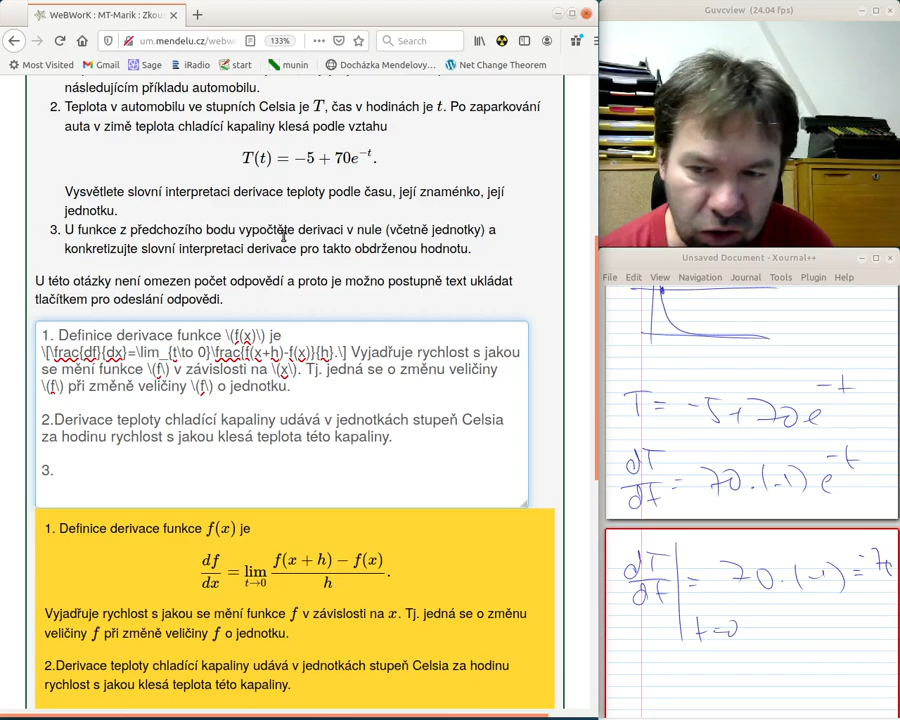 WeBWorK : MT-Marik : Zkou
um.mendelu.cz/webw
133%
Search
Most Visited
Gmail
Sage
iRadio
start
munin
Docházka Mendelovy...
Net Change Theorem
následujícím příkladu automobilu.
2. Teplota v automobilu ve stupních Celsia je T, čas v hodinách je t. Po zaparkování
auta v zimě teplota chladící kapaliny klesá podle vztahu
T(t) = −5 + 70e^{−t}.
Vysvětlete slovní interpretaci derivace teploty podle času, její znaménko, její
jednotku.
3. U funkce z předchozího bodu vypočtěte derivaci v nule (včetně jednotky) a
konkretizujte slovní interpretaci derivace pro takto obdrženou hodnotu.
U této otázky není omezen počet odpovědí a proto je možno postupně text ukládat
tlačítkem pro odeslání odpovědi.
1. Definice derivace funkce \(f(x)\) je
\[\frac{df}{dx}=\lim_{t\to 0}\frac{f(x+h)-f(x)}{h}.\] Vyjadřuje rychlost s jakou
se mění funkce \(f\) v závislosti na \(x\). Tj. jedná se o změnu veličiny
\(f\) při změně veličiny \(f\) o jednotku.
2.Derivace teploty chladící kapaliny udává v jednotkách stupeň Celsia
za hodinu rychlost s jakou klesá teplota této kapaliny.
3.
1. Definice derivace funkce f(x) je
df/dx = lim_{t→0} f(x + h) − f(x)/h.
Vyjadřuje rychlost s jakou se mění funkce f v závislosti na x. Tj. jedná se o změnu
veličiny f při změně veličiny f o jednotku.
2.Derivace teploty chladící kapaliny udává v jednotkách stupeň Celsia za hodinu
rychlost s jakou klesá teplota této kapaliny.
Guvcview (24.04 fps)
Unsaved Document - Xournal++
File Edit View Navigation Journal Tools Plugin Help
T = -5+70e^{-t}
dT/dt = 70·(-1) e^{-t}
dT/dt |_{t=0} = 70·(-1) =